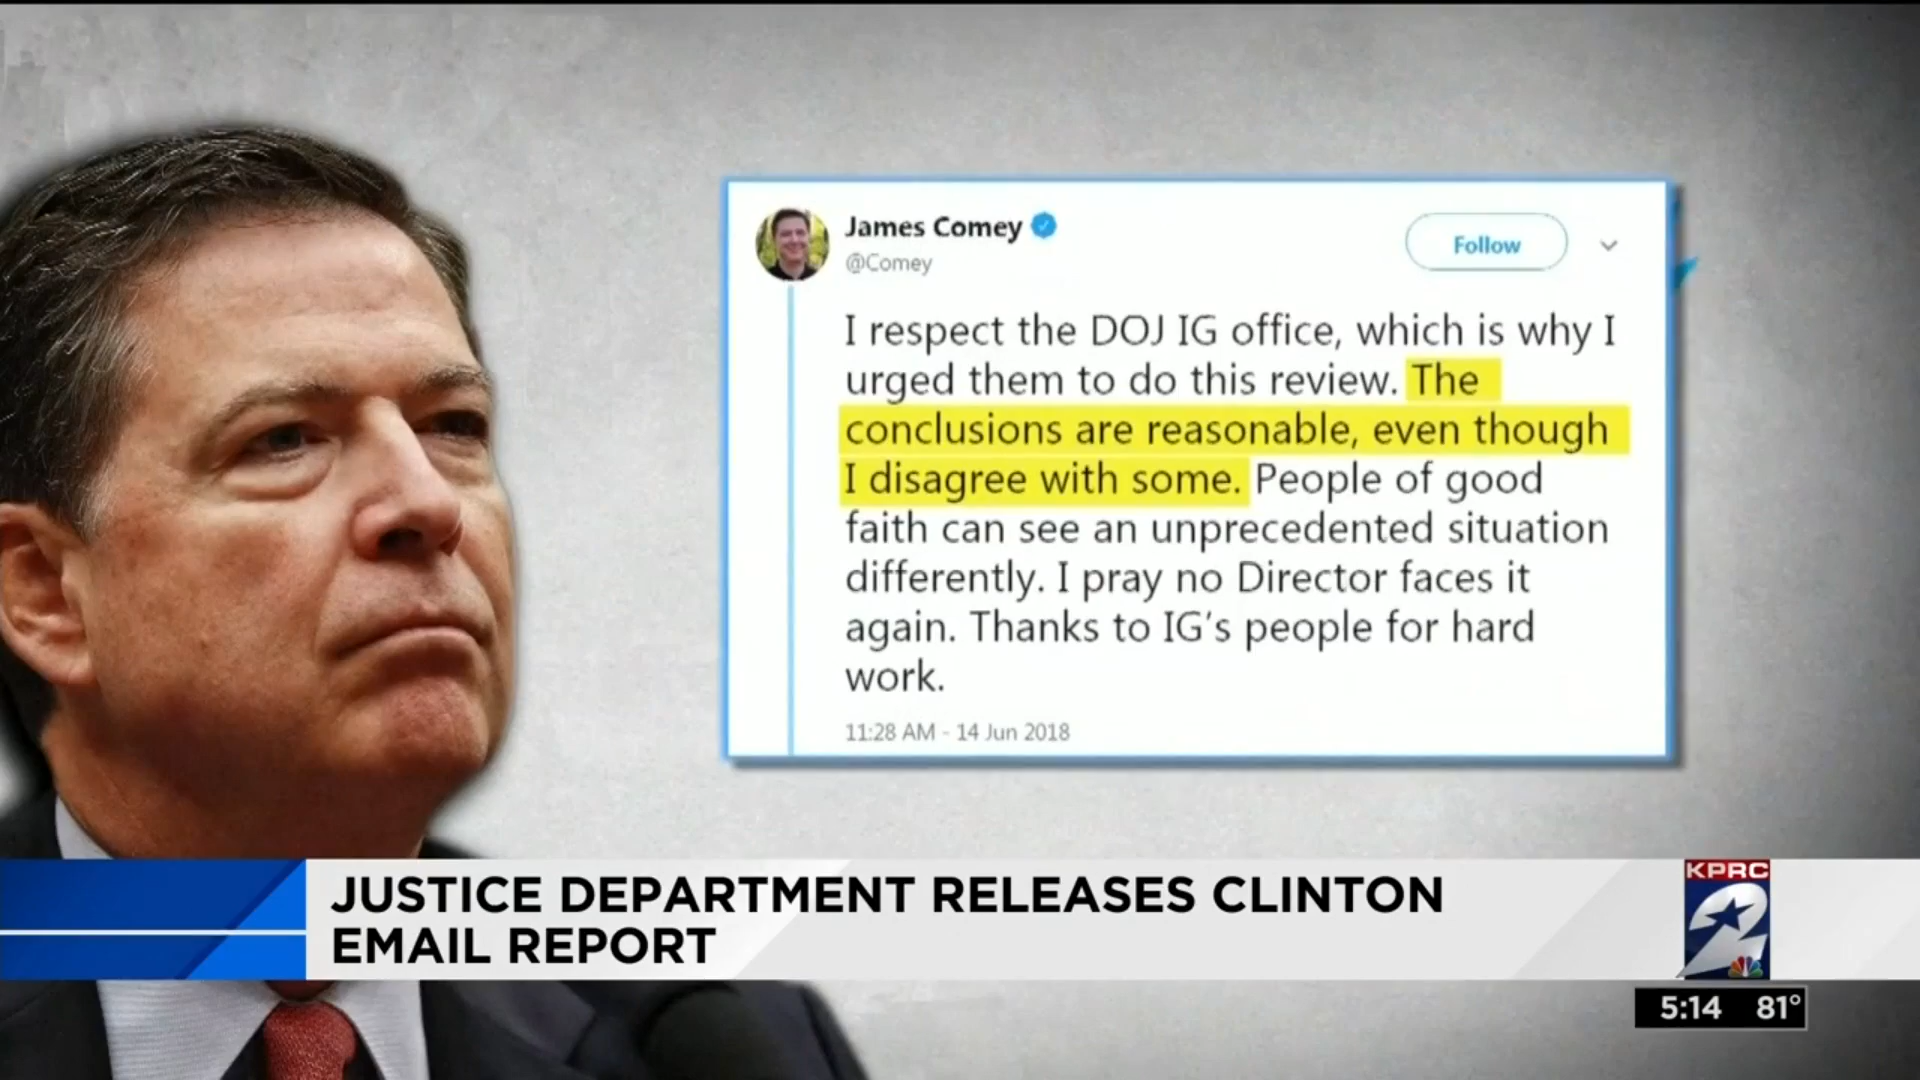 James Comey
@Comey
Follow
I respect the DOJ IG office, which is why I
urged them to do this review. The
conclusions are reasonable, even though
I disagree with some. People of good
faith can see an unprecedented situation
differently. I pray no Director faces it
again. Thanks to IG's people for hard
work.
11:28 AM - 14 Jun 2018
JUSTICE DEPARTMENT RELEASES CLINTON
EMAIL REPORT
KPRC
2
5:14 81°